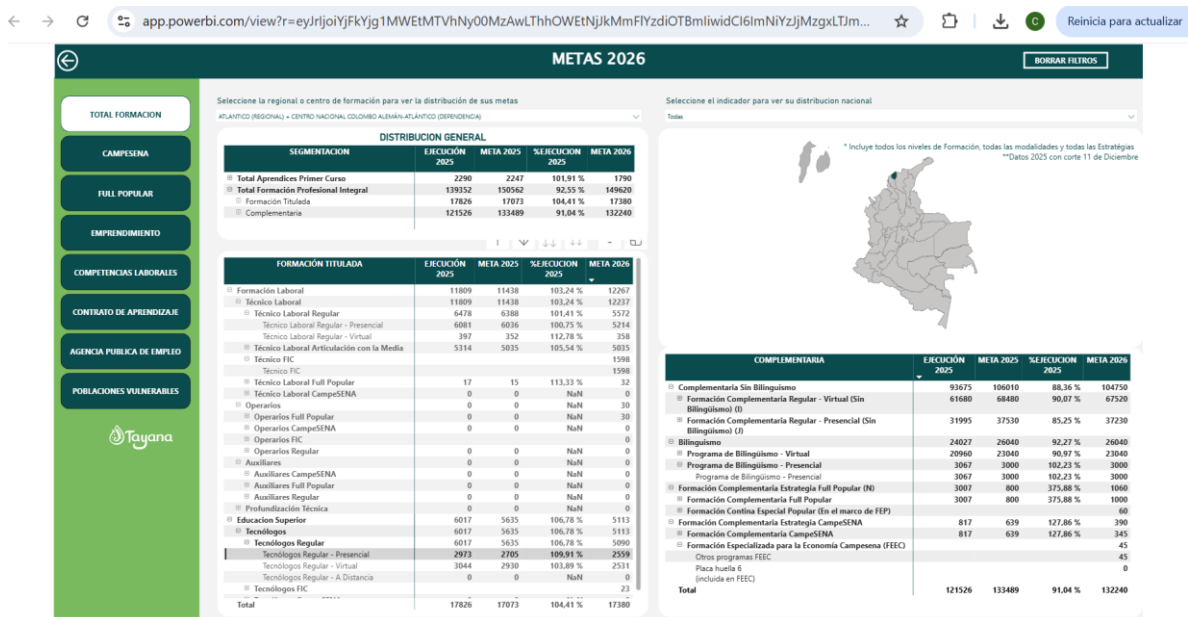 app.powerbi.com/view?r=eyJrIjoiYjFkYjg1MWEtMTVhNy00MzAwLThhOWEtNjJkMmFlYzdiOTBmIiwidCI6ImNiYzJjMzgxLTJm...
C
Reinicia para actualizar
METAS 2026
BORRAR FILTROS
TOTAL FORMACION
CAMPESENA
FULL POPULAR
EMPRENDIMIENTO
COMPETENCIAS LABORALES
CONTRATO DE APRENDIZAJE
AGENCIA PUBLICA DE EMPLEO
POBLACIONES VULNERABLES
Tayana
Seleccione la regional o centro de formación para ver la distribución de sus metas
ATLANTICO (REGIONAL) + CENTRO NACIONAL COLOMBO ALEMÁN-ATLÁNTICO (DEPENDENCIA)
DISTRIBUCION GENERAL
SEGMENTACION EJECUCIÓN 2025 META 2025 %EJECUCION 2025 META 2026
Total Aprendices Primer Curso 2290 2247 101,91 % 1790
Total Formación Profesional Integral 139352 150562 92,55 % 149620
Formación Titulada 17826 17073 104,41 % 17380
Complementaria 121526 133489 91,04 % 132240
FORMACIÓN TITULADA EJECUCIÓN 2025 META 2025 %EJECUCION 2025 META 2026
Formación Laboral 11809 11438 103,24 % 12267
Técnico Laboral 11809 11438 103,24 % 12237
Técnico Laboral Regular 6478 6388 101,41 % 5572
Técnico Laboral Regular - Presencial 6081 6036 100,75 % 5214
Técnico Laboral Regular - Virtual 397 352 112,78 % 358
Técnico Laboral Articulación con la Media 5314 5035 105,54 % 5035
Técnico FIC 1598
Técnico FIC 1598
Técnico Laboral Full Popular 17 15 113,33 % 32
Técnico Laboral CampeSENA 0 0 NaN 0
Operarios 0 0 NaN 30
Operarios Full Popular 0 0 NaN 30
Operarios CampeSENA 0 0 NaN 0
Operarios FIC 0
Operarios Regular 0 0 NaN 0
Auxiliares 0 0 NaN 0
Auxiliares CampeSENA 0 0 NaN 0
Auxiliares Full Popular 0 0 NaN 0
Auxiliares Regular 0 0 NaN 0
Profundización Técnica 0 0 NaN 0
Educacion Superior 6017 5635 106,78 % 5113
Tecnólogos 6017 5635 106,78 % 5113
Tecnólogos Regular 6017 5635 106,78 % 5090
Tecnólogos Regular - Presencial 2973 2705 109,91 % 2559
Tecnólogos Regular - Virtual 3044 2930 103,89 % 2531
Tecnólogos Regular - A Distancia 0 0 NaN 0
Tecnólogos FIC 23
Total 17826 17073 104,41 % 17380
Seleccione el indicador para ver su distribucion nacional
Todas
* Incluye todos los niveles de Formación, todas las modalidades y todas las Estratégias
**Datos 2025 con corte 11 de Diciembre
COMPLEMENTARIA EJECUCIÓN 2025 META 2025 %EJECUCION 2025 META 2026
Complementaria Sin Bilinguismo 93675 106010 88,36 % 104750
Formación Complementaria Regular - Virtual (Sin Bilingüismo) (I) 61680 68480 90,07 % 67520
Formación Complementaria Regular - Presencial (Sin Bilingüismo) (J) 31995 37530 85,25 % 37230
Bilinguismo 24027 26040 92,27 % 26040
Programa de Bilingüismo - Virtual 20960 23040 90,97 % 23040
Programa de Bilingüismo - Presencial 3067 3000 102,23 % 3000
Programa de Bilingüismo - Presencial 3067 3000 102,23 % 3000
Formación Complementaria Estrategia Full Popular (N) 3007 800 375,88 % 1060
Formación Complementaria Full Popular 3007 800 375,88 % 1000
Formación Contina Especial Popular (En el marco de FEP) 60
Formación Complementaria Estrategia CampeSENA 817 639 127,86 % 390
Formación Complementaria CampeSENA 817 639 127,86 % 345
Formación Especializada para la Economía Campesena (FEEC) 45
Otros programas FEEC 45
Placa huella 6 0
(incluida en FEEC)
Total 121526 133489 91,04 % 132240